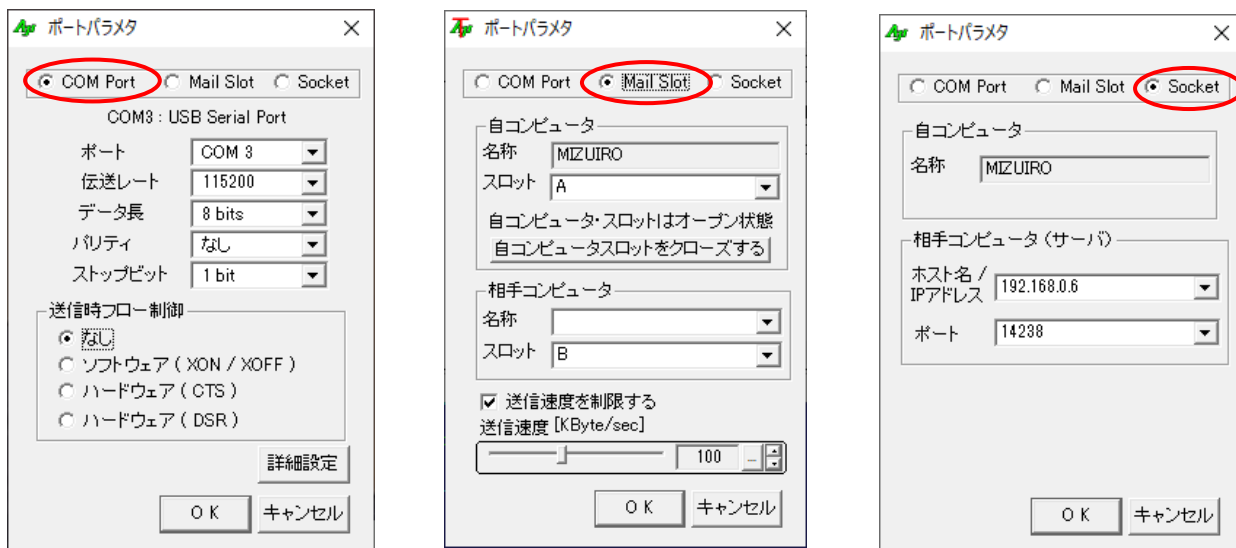 ポートパラメタ
COM Port Mail Slot Socket
COM3 : USB Serial Port
ポート COM 3
伝送レート 115200
データ長 8 bits
パリティ なし
ストップビット 1 bit
送信時フロー制御
なし
ソフトウェア ( XON / XOFF )
ハードウェア ( CTS )
ハードウェア ( DSR )
詳細設定
OK キャンセル
ポートパラメタ
COM Port Mail Slot Socket
自コンピュータ
名称 MIZUIRO
スロット A
自コンピュータ・スロットはオープン状態
自コンピュータスロットをクローズする
相手コンピュータ
名称
スロット B
送信速度を制限する
送信速度 [KByte/sec]
100
OK キャンセル
ポートパラメタ
COM Port Mail Slot Socket
自コンピュータ
名称 MIZUIRO
相手コンピュータ (サーバ)
ホスト名 /
IPアドレス 192.168.0.6
ポート 14238
OK キャンセル